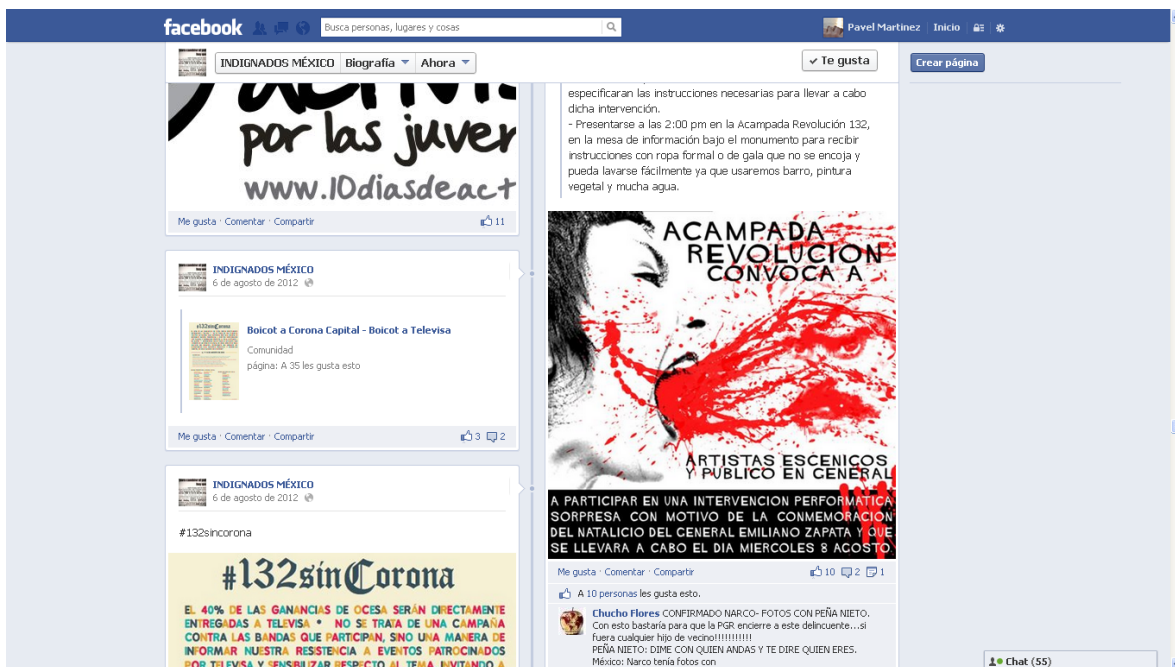 facebook
Busca personas, lugares y cosas
Pavel Martinez
Inicio
INDIGNADOS MÉXICO
Biografía
Ahora
Te gusta
Crear página
por las juver
www.10diasdeact
Me gusta · Comentar · Compartir
11
INDIGNADOS MÉXICO
6 de agosto de 2012
Boicot a Corona Capital - Boicot a Televisa
Comunidad
página: A 35 les gusta esto
Me gusta · Comentar · Compartir
3 2
INDIGNADOS MÉXICO
6 de agosto de 2012
#132sincorona
#132sinCorona
EL 40% DE LAS GANANCIAS DE OCESA SERÁN DIRECTAMENTE
ENTREGADAS A TELEVISA * NO SE TRATA DE UNA CAMPAÑA
CONTRA LAS BANDAS QUE PARTICIPAN, SINO UNA MANERA DE
INFORMAR NUESTRA RESISTENCIA A EVENTOS PATROCINADOS
POR TELEVISA Y SENSIBILIZAR RESPECTO AL TEMA, INVITANDO A
especificaran las instrucciones necesarias para llevar a cabo
dicha intervención.
- Presentarse a las 2:00 pm en la Acampada Revolución 132,
en la mesa de información bajo el monumento para recibir
instrucciones con ropa formal o de gala que no se encoja y
pueda lavarse fácilmente ya que usaremos barro, pintura
vegetal y mucha agua.
ACAMPADA
REVOLUCION
CONVOCA A
ARTISTAS ESCENICOS
Y PUBLICO EN GENERAL
A PARTICIPAR EN UNA INTERVENCION PERFORMATICA
SORPRESA CON MOTIVO DE LA CONMEMORACION
DEL NATALICIO DEL GENERAL EMILIANO ZAPATA Y QUE
SE LLEVARA A CABO EL DIA MIERCOLES 8 AGOSTO
Me gusta · Comentar · Compartir
10 2 1
A 10 personas les gusta esto.
Chucho Flores CONFIRMADO NARCO- FOTOS CON PEÑA NIETO.
Con esto bastaría para que la PGR encierre a este delincuente...si
fuera cualquier hijo de vecino!!!!!!!!!!!
PEÑA NIETO: DIME CON QUIEN ANDAS Y TE DIRE QUIEN ERES.
México: Narco tenía fotos con
Chat (55)